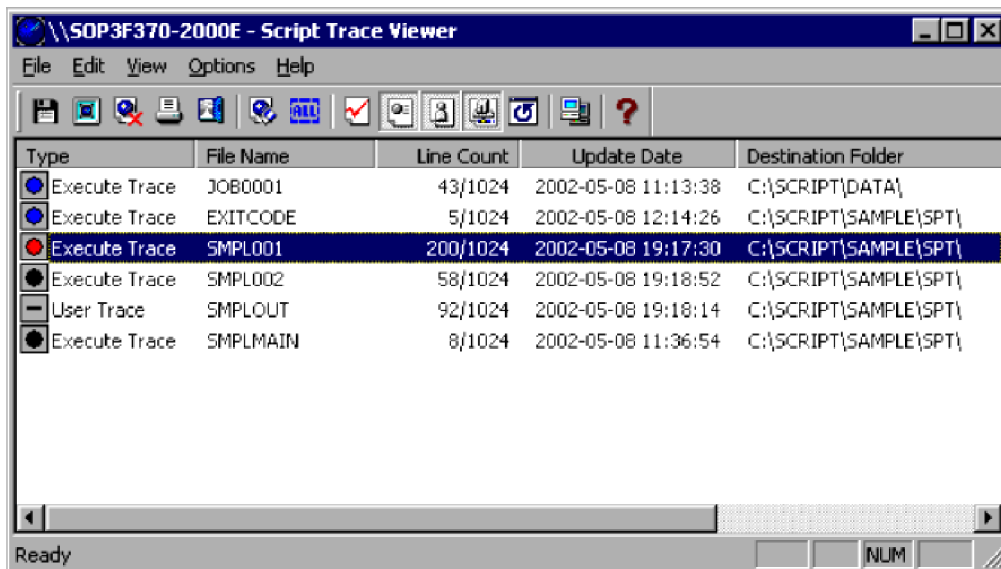 \\SOP3F370-2000E - Script Trace Viewer
File Edit View Options Help
ALL
Type File Name Line Count Update Date Destination Folder
Execute Trace JOB0001 43/1024 2002-05-08 11:13:38 C:\SCRIPT\DATA\
Execute Trace EXITCODE 5/1024 2002-05-08 12:14:26 C:\SCRIPT\SAMPLE\SPT\
Execute Trace SMPL001 200/1024 2002-05-08 19:17:30 C:\SCRIPT\SAMPLE\SPT\
Execute Trace SMPL002 58/1024 2002-05-08 19:18:52 C:\SCRIPT\SAMPLE\SPT\
User Trace SMPLOUT 92/1024 2002-05-08 19:18:14 C:\SCRIPT\SAMPLE\SPT\
Execute Trace SMPLMAIN 8/1024 2002-05-08 11:36:54 C:\SCRIPT\SAMPLE\SPT\
Ready NUM